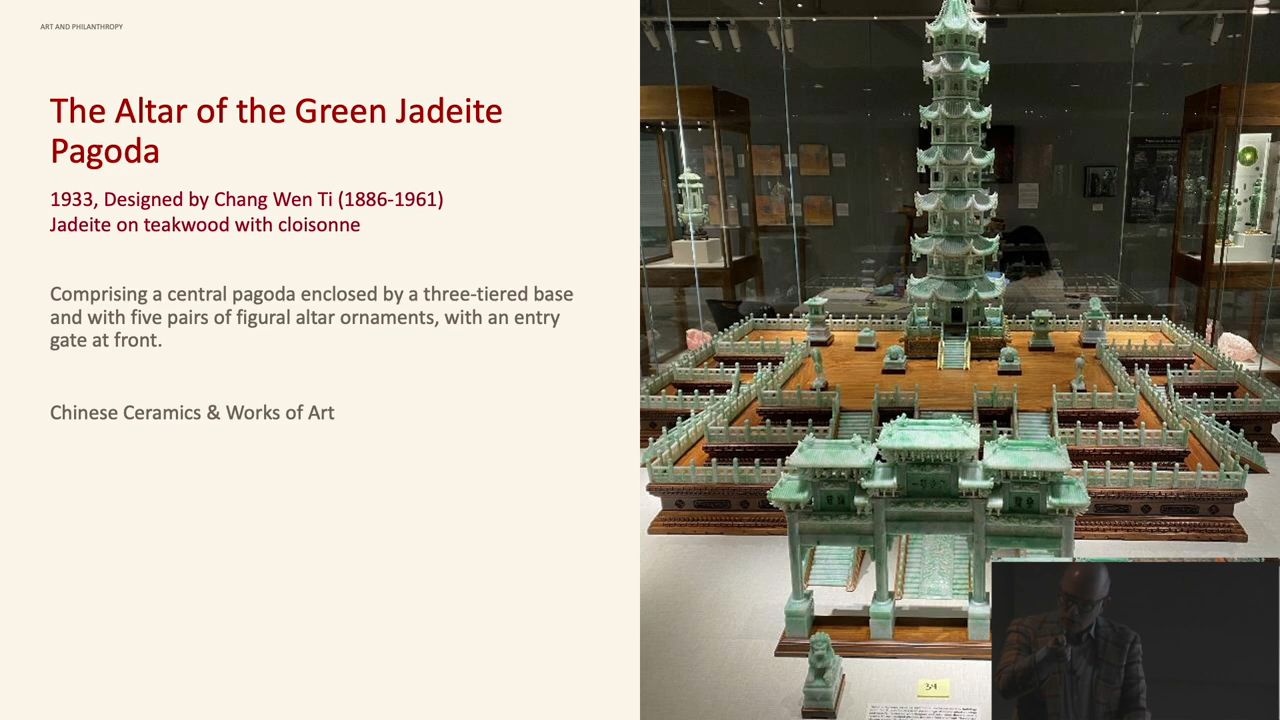 ART AND PHILANTHROPY
The Altar of the Green Jadeite
Pagoda
1933, Designed by Chang Wen Ti (1886-1961)
Jadeite on teakwood with cloisonne
Comprising a central pagoda enclosed by a three-tiered base
and with five pairs of figural altar ornaments, with an entry
gate at front.
Chinese Ceramics & Works of Art
34